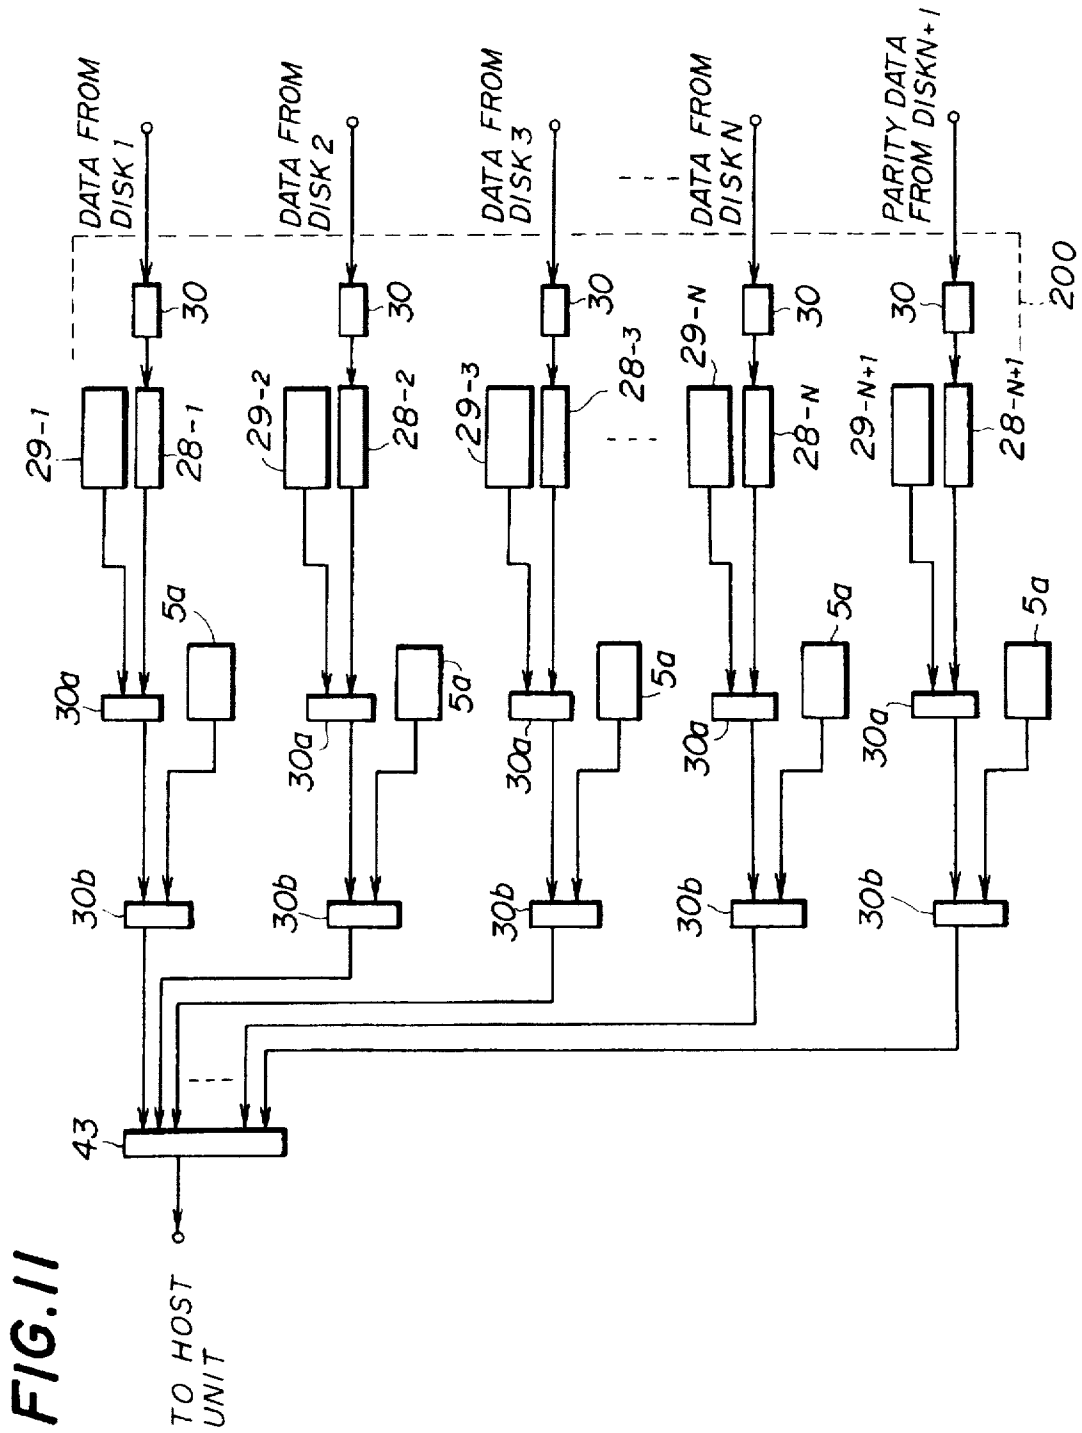 FIG.11
DATA FROM
DISK 1
DATA FROM
DISK 2
DATA FROM
DISK 3
DATA FROM
DISK N
PARITY DATA
FROM DISKN+1
30
30
30
30
30
200
29-1
28-1
29-2
28-2
29-3
28-3
29-N
28-N
29-N+1
28-N+1
30a
5a
30a
5a
30a
5a
30a
5a
30a
5a
30b
30b
30b
30b
30b
43
TO HOST
UNIT